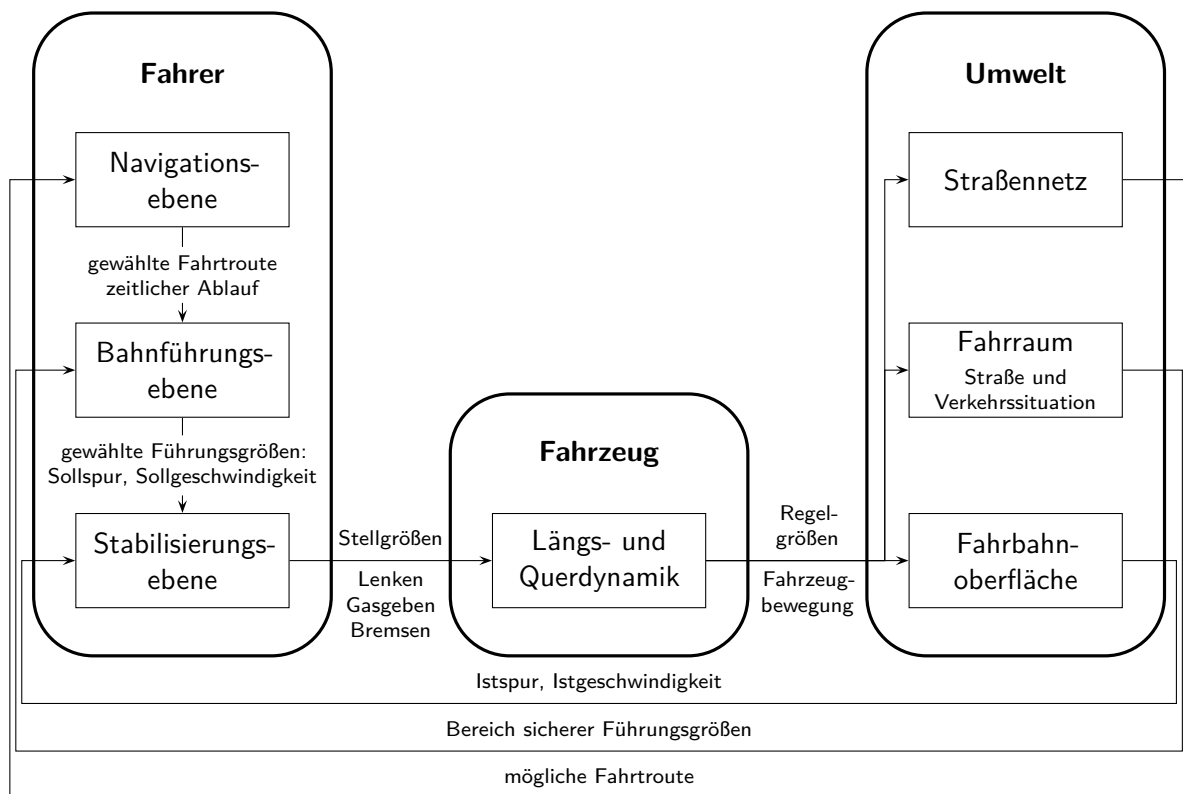 Fahrer
Navigations-
ebene
gewählte Fahrtroute
zeitlicher Ablauf
Bahnführungs-
ebene
gewählte Führungsgrößen:
Sollspur, Sollgeschwindigkeit
Stabilisierungs-
ebene
Stellgrößen
Lenken
Gasgeben
Bremsen
Fahrzeug
Längs- und
Querdynamik
Regel-
größen
Fahrzeug-
bewegung
Umwelt
Straßennetz
Fahrraum
Straße und
Verkehrssituation
Fahrbahn-
oberfläche
Istspur, Istgeschwindigkeit
Bereich sicherer Führungsgrößen
mögliche Fahrtroute